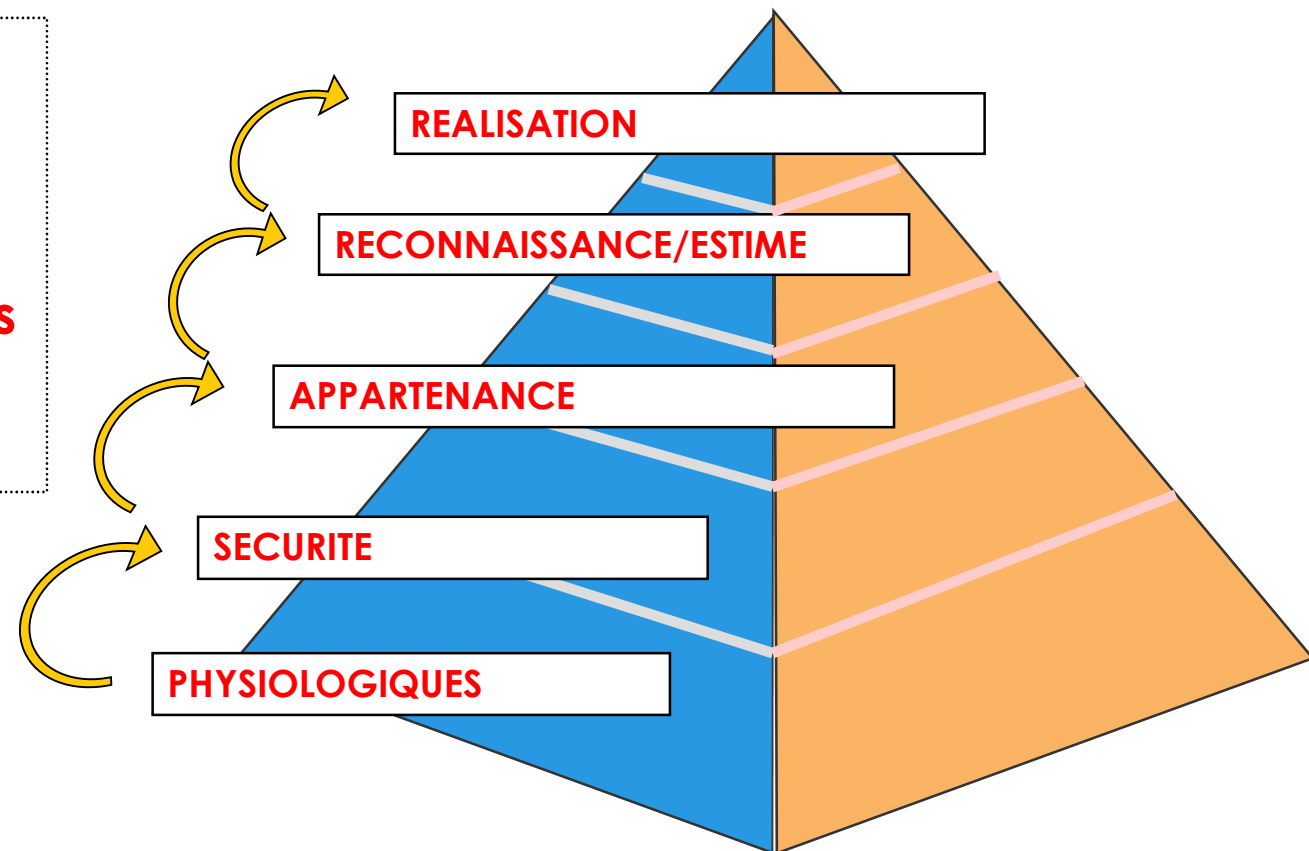 REALISATION
RECONNAISSANCE/ESTIME
APPARTENANCE
SECURITE
PHYSIOLOGIQUES